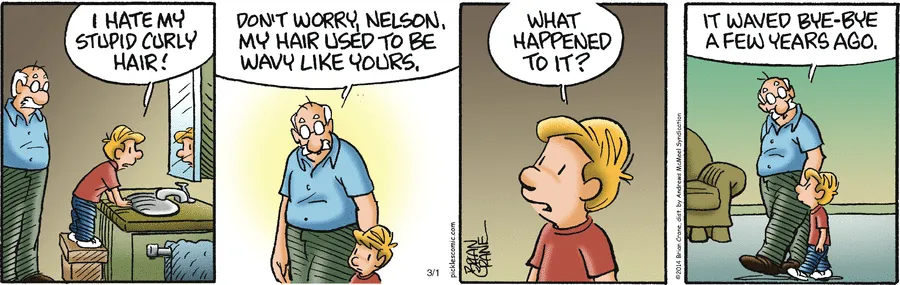 I HATE MY
STUPID CURLY
HAIR!
DON'T WORRY, NELSON.
MY HAIR USED TO BE
WAVY LIKE YOURS.
3/1
picklescomic.com
WHAT
HAPPENED
TO IT?
BRIAN
CRANE
IT WAVED BYE-BYE
A FEW YEARS AGO.
©2014 Brian Crane, dist. by Andrews McMeel Syndication